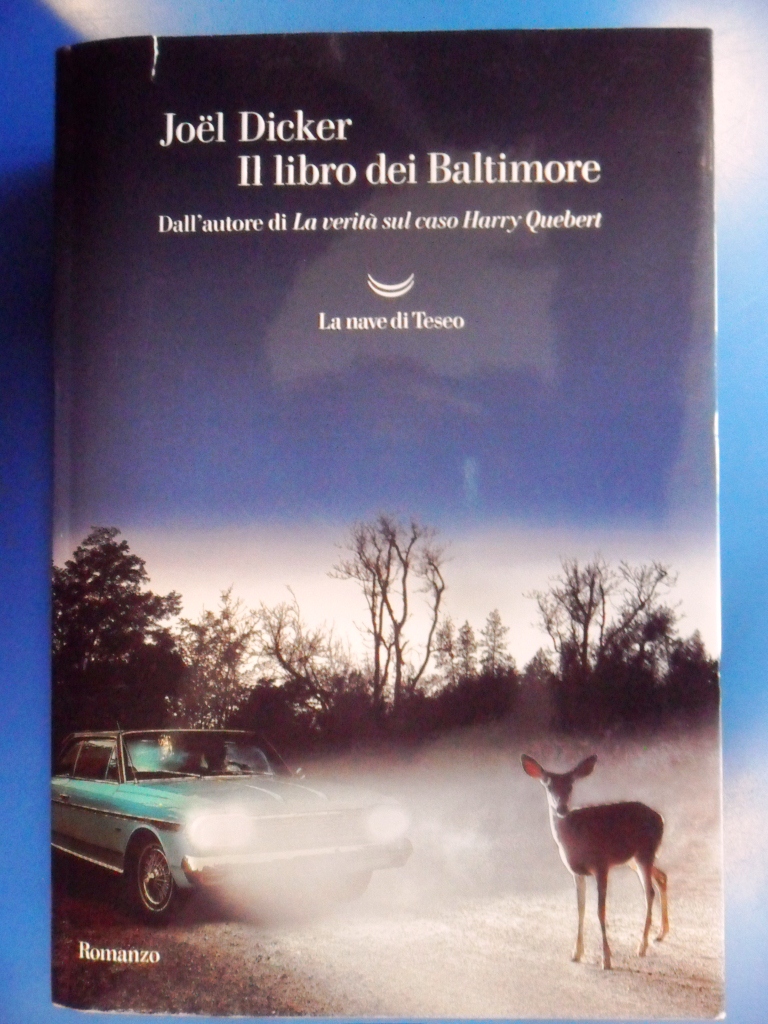 Joël Dicker
Il libro dei Baltimore
Dall'autore di La verità sul caso Harry Quebert
La nave di Teseo
Romanzo